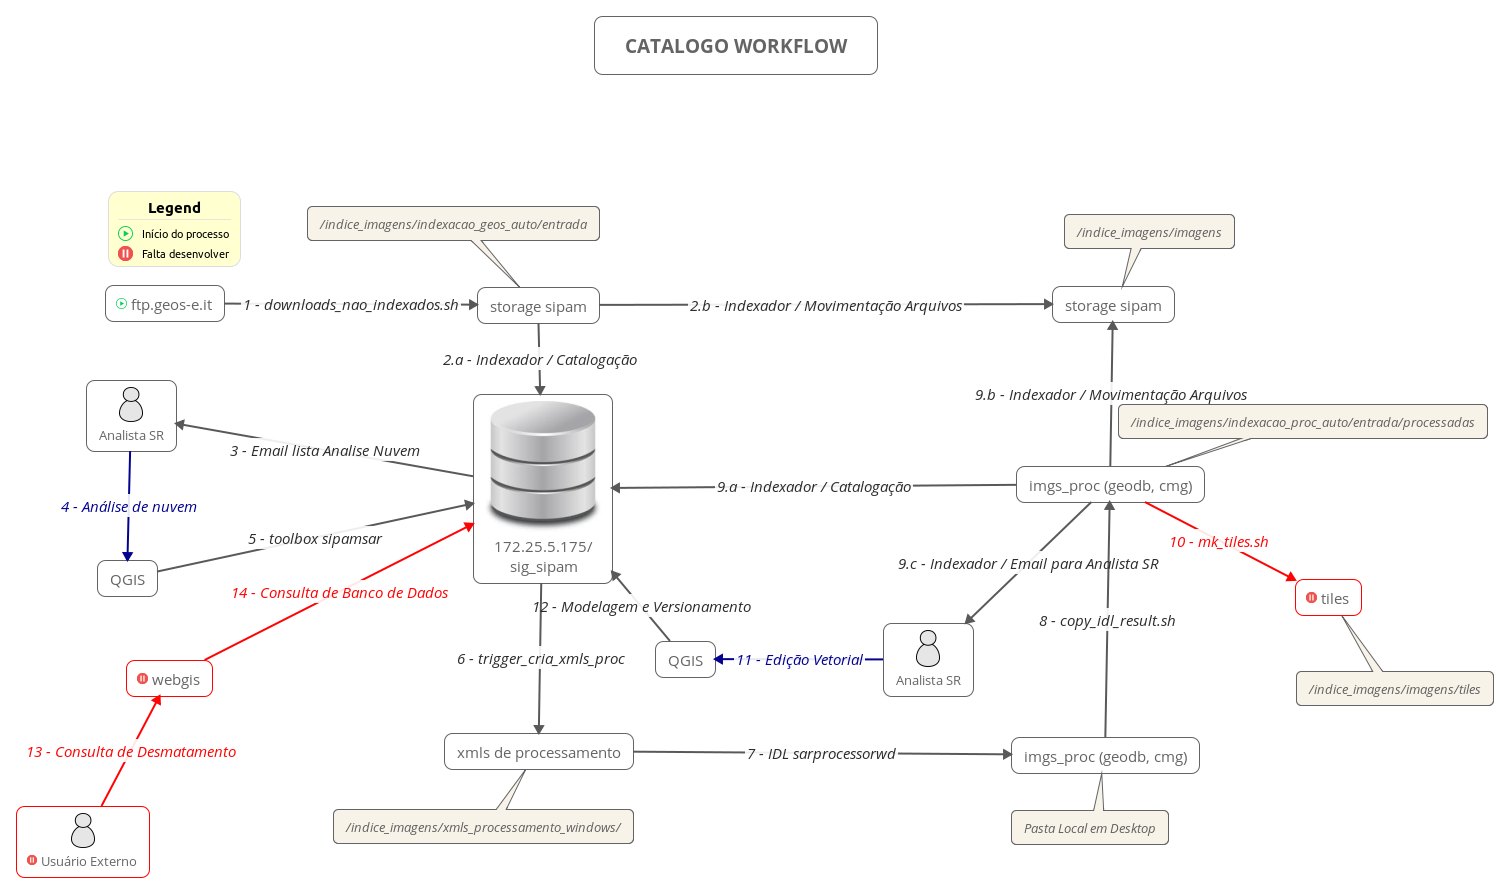 CATALOGO WORKFLOW
Legend
Início do processo
Falta desenvolver
/indice_imagens/indexacao_geos_auto/entrada
/indice_imagens/imagens
ftp.geos-e.it
1 - downloads_nao_indexados.sh
storage sipam
2.b - Indexador / Movimentação Arquivos
storage sipam
2.a - Indexador / Catalogação
9.b - Indexador / Movimentação Arquivos
/indice_imagens/indexacao_proc_auto/entrada/processadas
Analista SR
3 - Email lista Analise Nuvem
9.a - Indexador / Catalogação
imgs_proc (geodb, cmg)
4 - Análise de nuvem
5 - toolbox sipamsar
172.25.5.175/
sig_sipam
10 - mk_tiles.sh
9.c - Indexador / Email para Analista SR
QGIS
14 - Consulta de Banco de Dados
12 - Modelagem e Versionamento
8 - copy_idl_result.sh
tiles
6 - trigger_cria_xmls_proc
QGIS
11 - Edição Vetorial
Analista SR
webgis
/indice_imagens/imagens/tiles
13 - Consulta de Desmatamento
xmls de processamento
7 - IDL sarprocessorwd
imgs_proc (geodb, cmg)
/indice_imagens/xmls_processamento_windows/
Pasta Local em Desktop
Usuário Externo